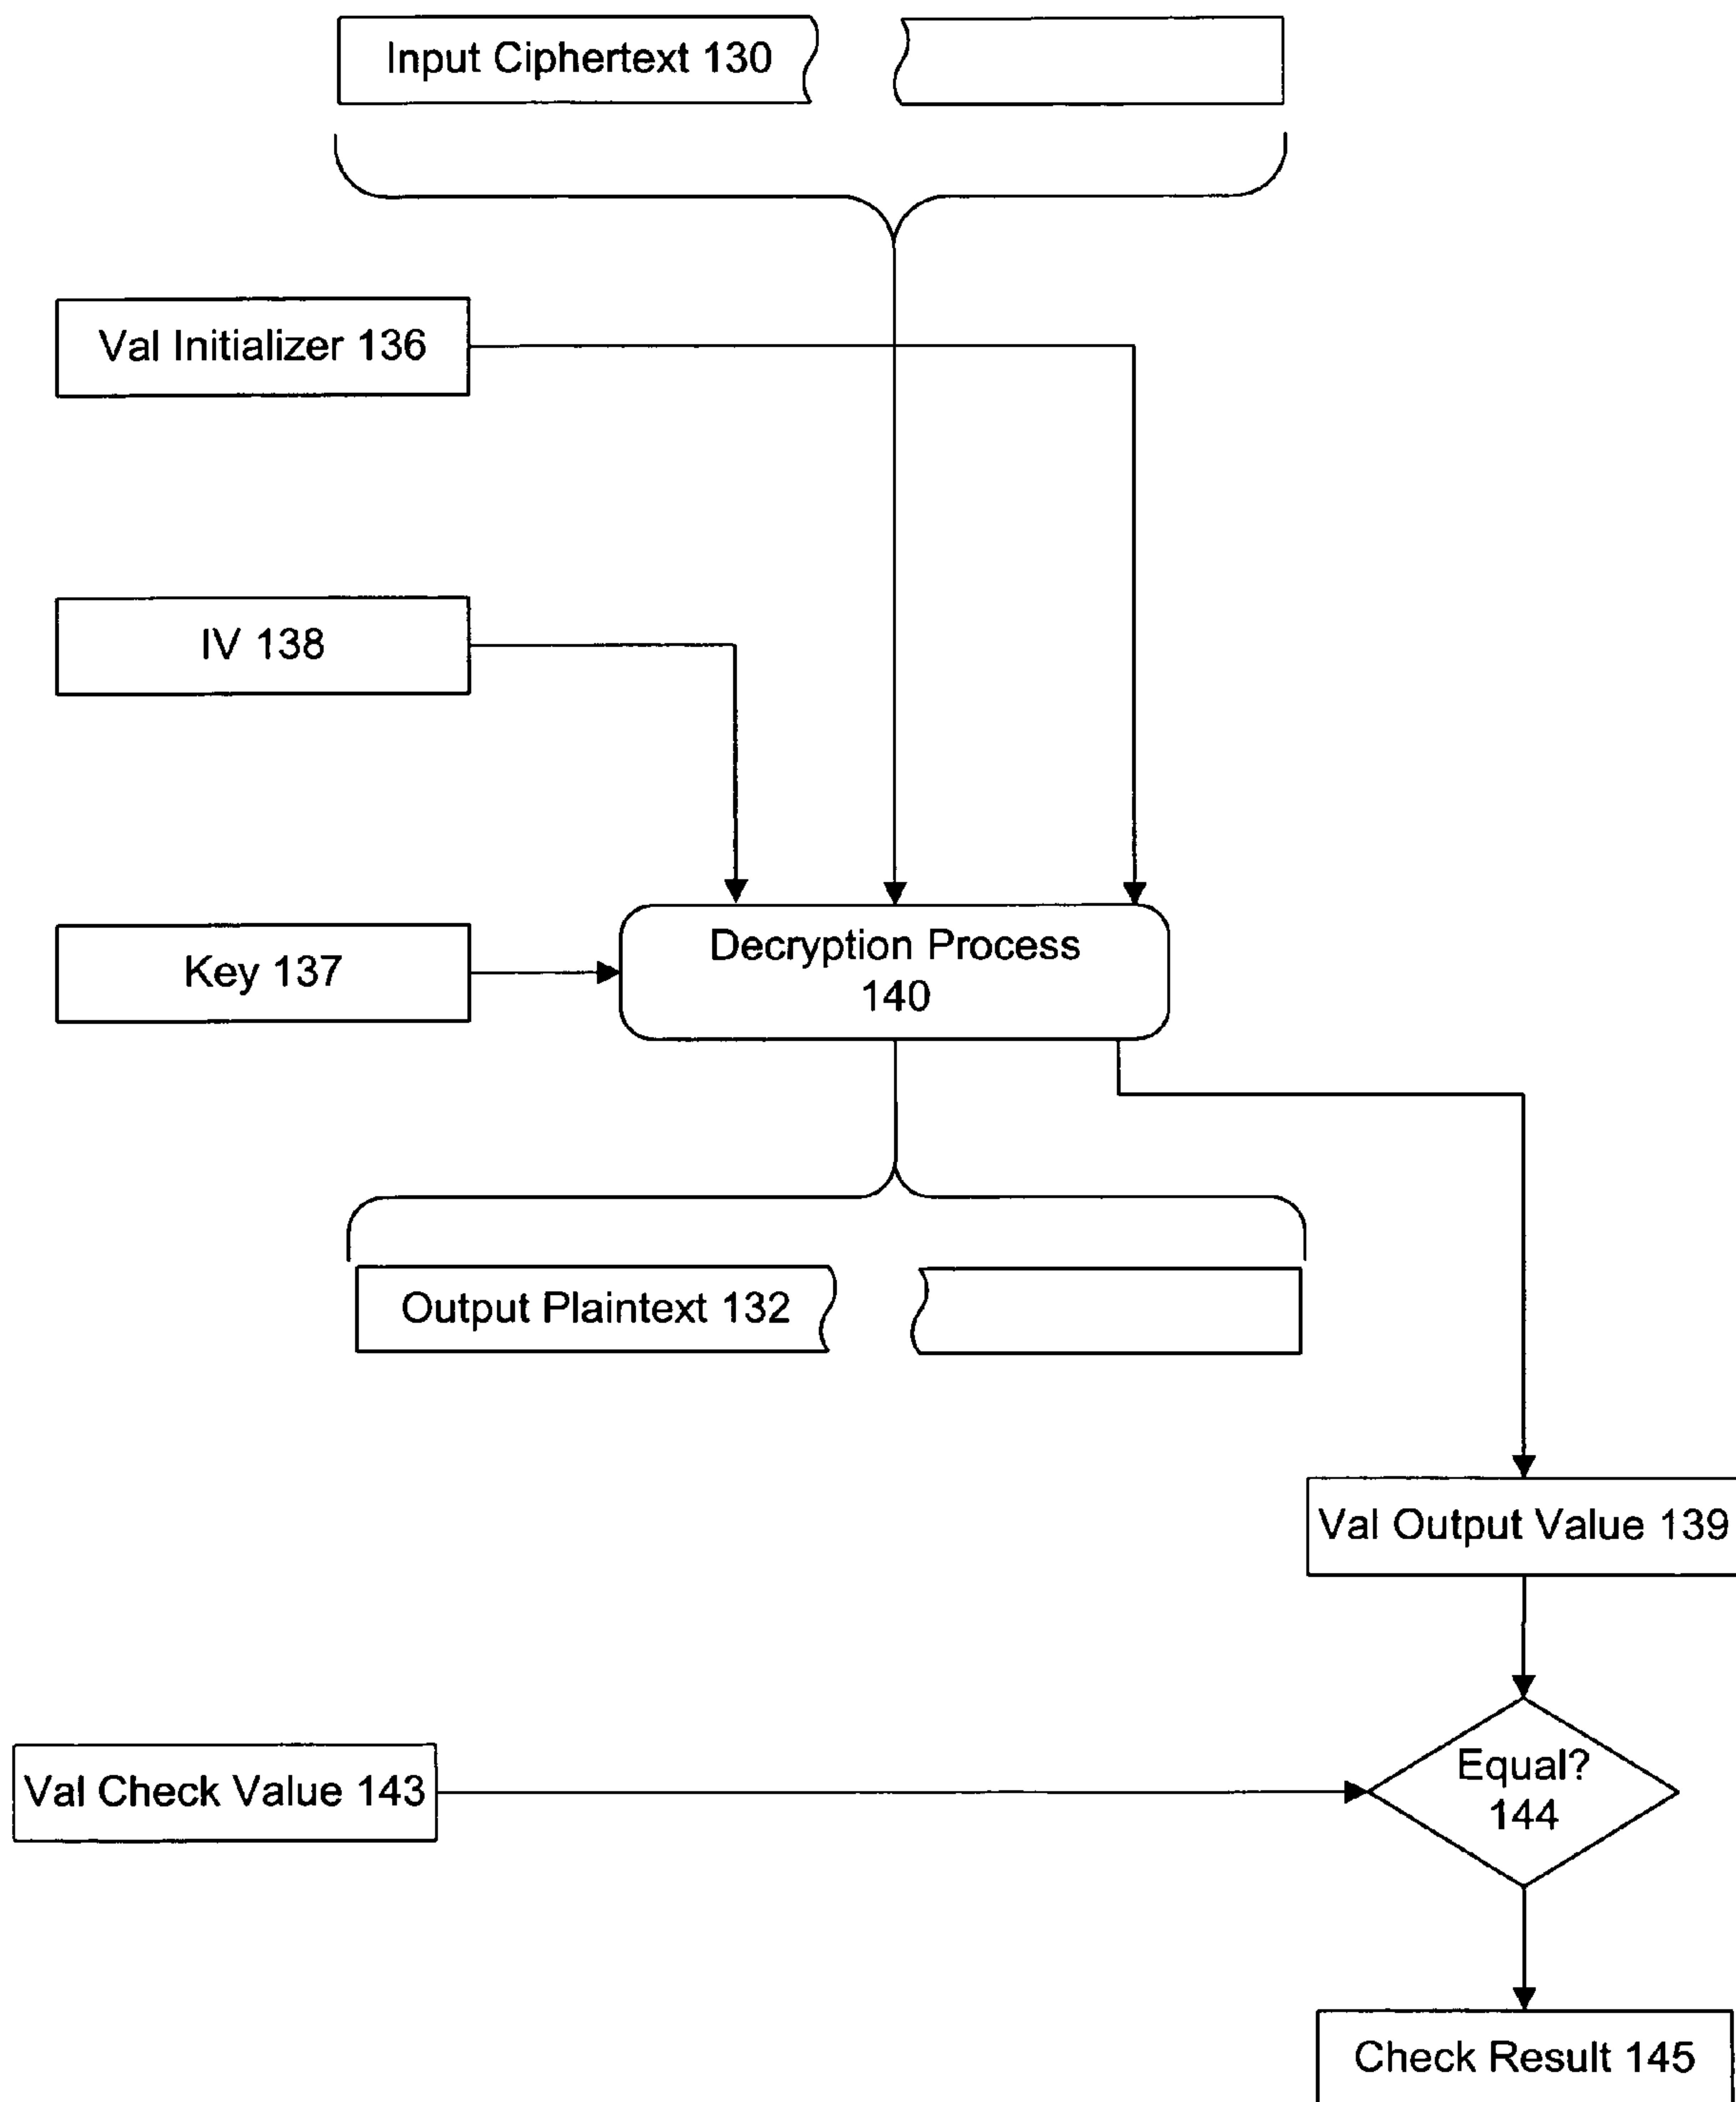 Input Ciphertext 130
Val Initializer 136
IV 138
Key 137
Decryption Process
140
Output Plaintext 132
Val Output Value 139
Val Check Value 143
Equal?
144
Check Result 145